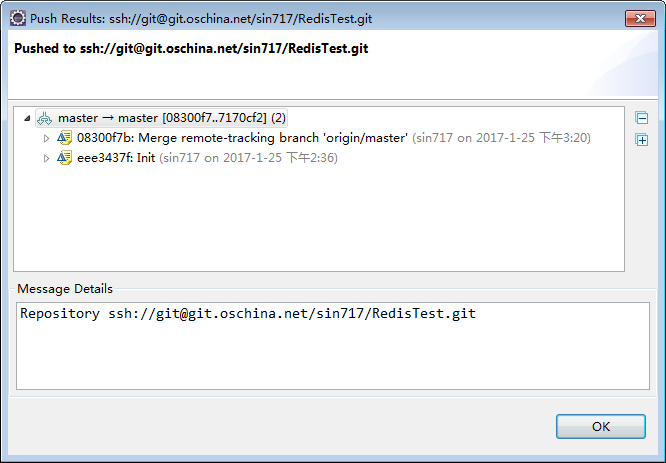 Push Results: ssh://git@git.oschina.net/sin717/RedisTest.git
Pushed to ssh://git@git.oschina.net/sin717/RedisTest.git
master → master [08300f7..7170cf2] (2)
08300f7b: Merge remote-tracking branch 'origin/master' (sin717 on 2017-1-25 下午3:20)
eee3437f: Init (sin717 on 2017-1-25 下午2:36)
Message Details
Repository ssh://git@git.oschina.net/sin717/RedisTest.git
OK